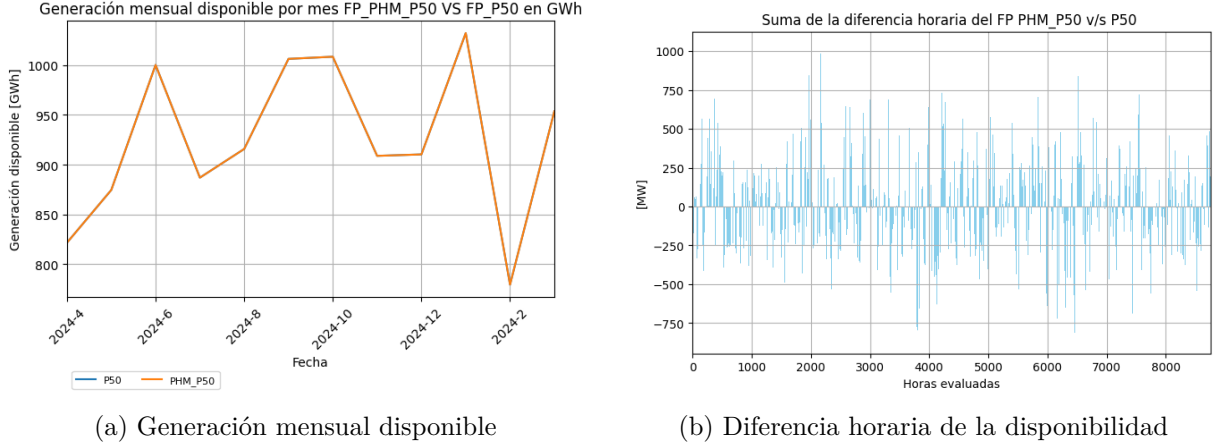 Generación mensual disponible por mes FP_PHM_P50 VS FP_P50 en GWh
Generación disponible [GWh]
1000
950
900
850
800
2024-4
2024-6
2024-8
2024-10
2024-12
2024-2
Fecha
P50
PHM_P50
(a) Generación mensual disponible
Suma de la diferencia horaria del FP PHM_P50 v/s P50
[MW]
1000
750
500
250
0
−250
−500
−750
0
1000
2000
3000
4000
5000
6000
7000
8000
Horas evaluadas
(b) Diferencia horaria de la disponibilidad